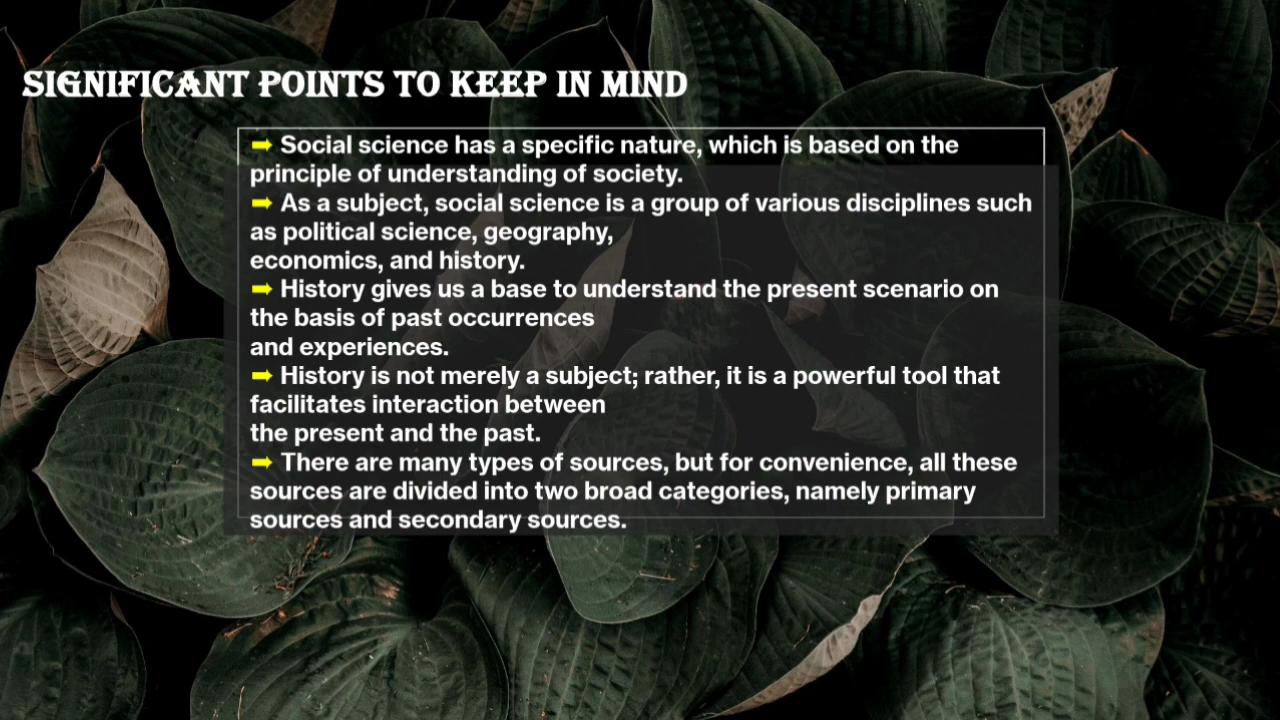 SIGNIFICANT POINTS TO KEEP IN MIND
➡ Social science has a specific nature, which is based on the
principle of understanding of society.
➡ As a subject, social science is a group of various disciplines such
as political science, geography,
economics, and history.
➡ History gives us a base to understand the present scenario on
the basis of past occurrences
and experiences.
➡ History is not merely a subject; rather, it is a powerful tool that
facilitates interaction between
the present and the past.
➡ There are many types of sources, but for convenience, all these
sources are divided into two broad categories, namely primary
sources and secondary sources.